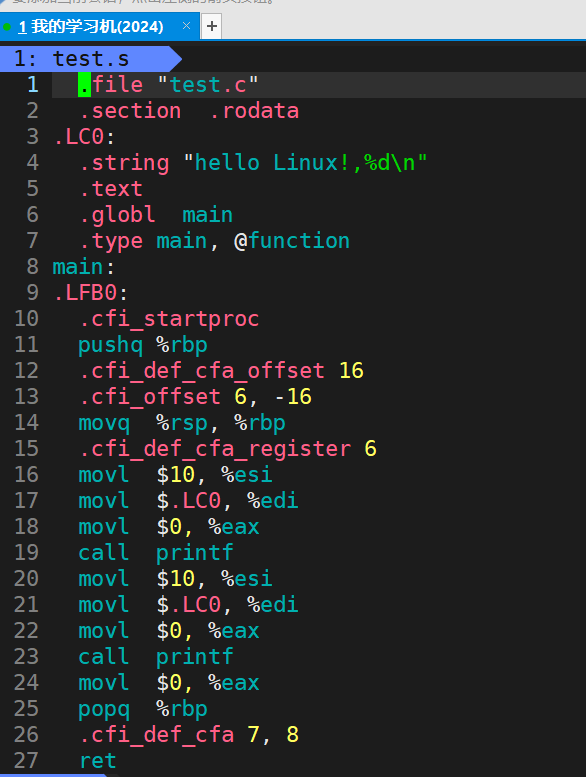 1 我的学习机(2024) × +
1: test.s
1 .file "test.c"
2 .section .rodata
3 .LC0:
4 .string "hello Linux!,%d\n"
5 .text
6 .globl main
7 .type main, @function
8 main:
9 .LFB0:
10 .cfi_startproc
11 pushq %rbp
12 .cfi_def_cfa_offset 16
13 .cfi_offset 6, -16
14 movq %rsp, %rbp
15 .cfi_def_cfa_register 6
16 movl $10, %esi
17 movl $.LC0, %edi
18 movl $0, %eax
19 call printf
20 movl $10, %esi
21 movl $.LC0, %edi
22 movl $0, %eax
23 call printf
24 movl $0, %eax
25 popq %rbp
26 .cfi_def_cfa 7, 8
27 ret